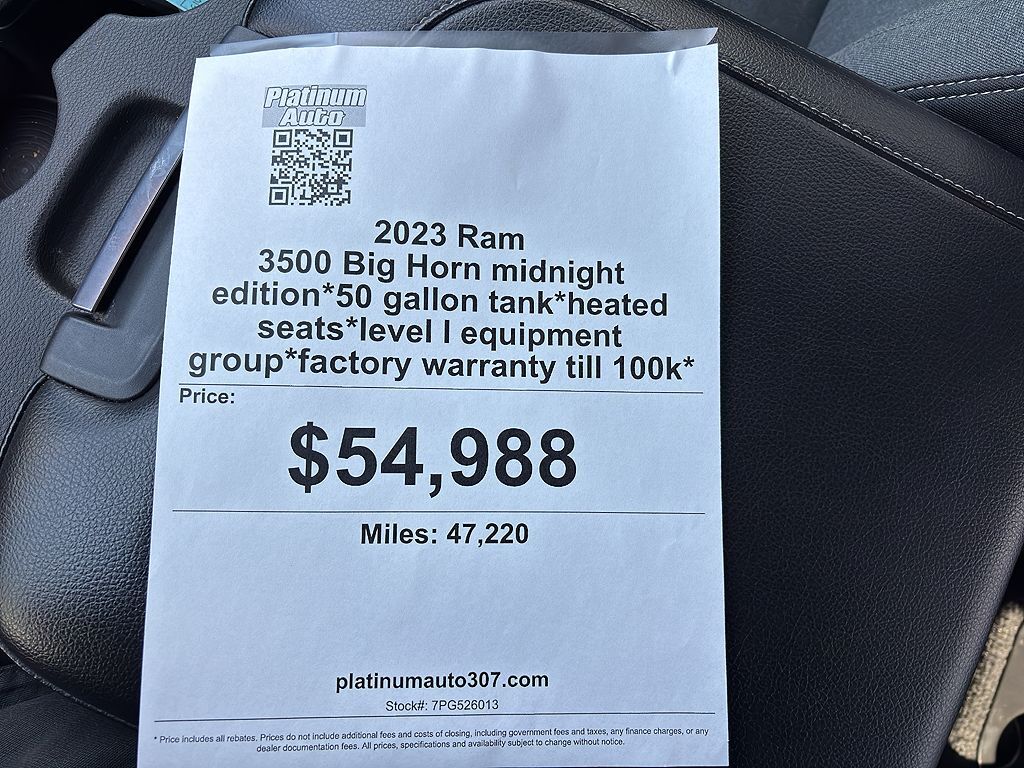 Platinum
Auto
2023 Ram
3500 Big Horn midnight
edition*50 gallon tank*heated
seats*level I equipment
group*factory warranty till 100k*
Price:
$54,988
Miles: 47,220
platinumauto307.com
Stock#: 7PG526013
* Price includes all rebates. Prices do not include additional fees and costs of closing, including government fees and taxes, any finance charges, or any
dealer documentation fees. All prices, specifications and availability subject to change without notice.